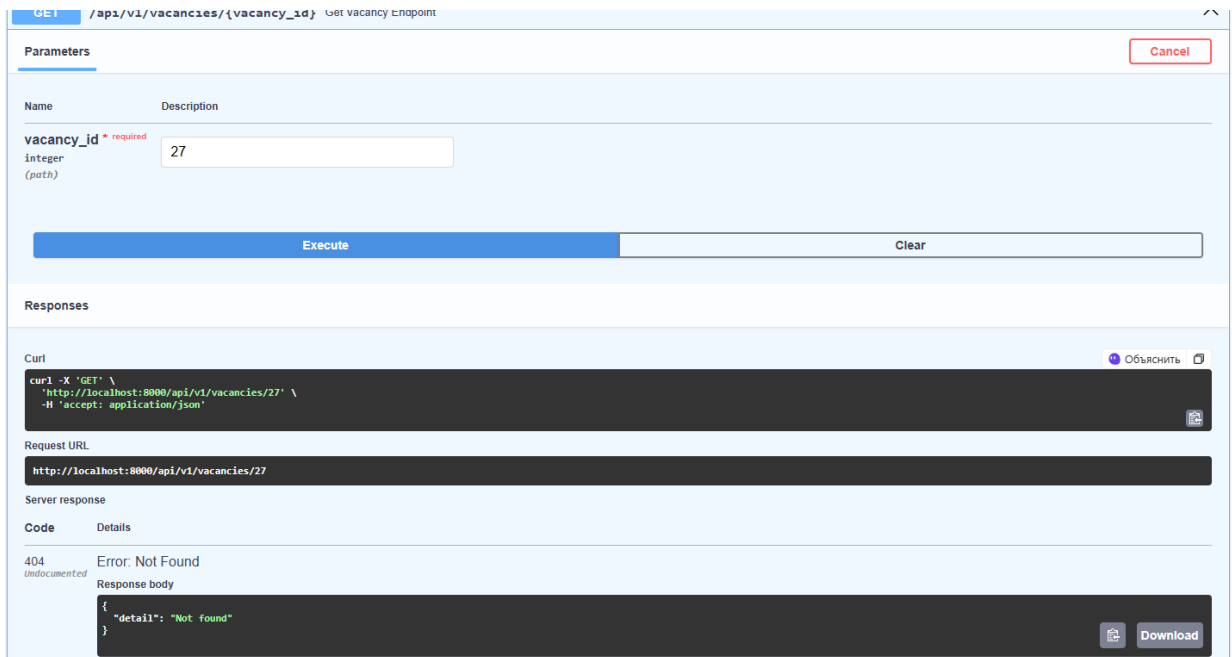 GET /api/v1/vacancies/{vacancy_id} Get Vacancy Endpoint
Parameters
Cancel
Name Description
vacancy_id * required
integer
(path)
27
Execute Clear
Responses
Curl
Объяснить
curl -X 'GET' \
'http://localhost:8000/api/v1/vacancies/27' \
-H 'accept: application/json'
Request URL
http://localhost:8000/api/v1/vacancies/27
Server response
Code Details
404 Error: Not Found
Undocumented
Response body
{
"detail": "Not found"
}
Download